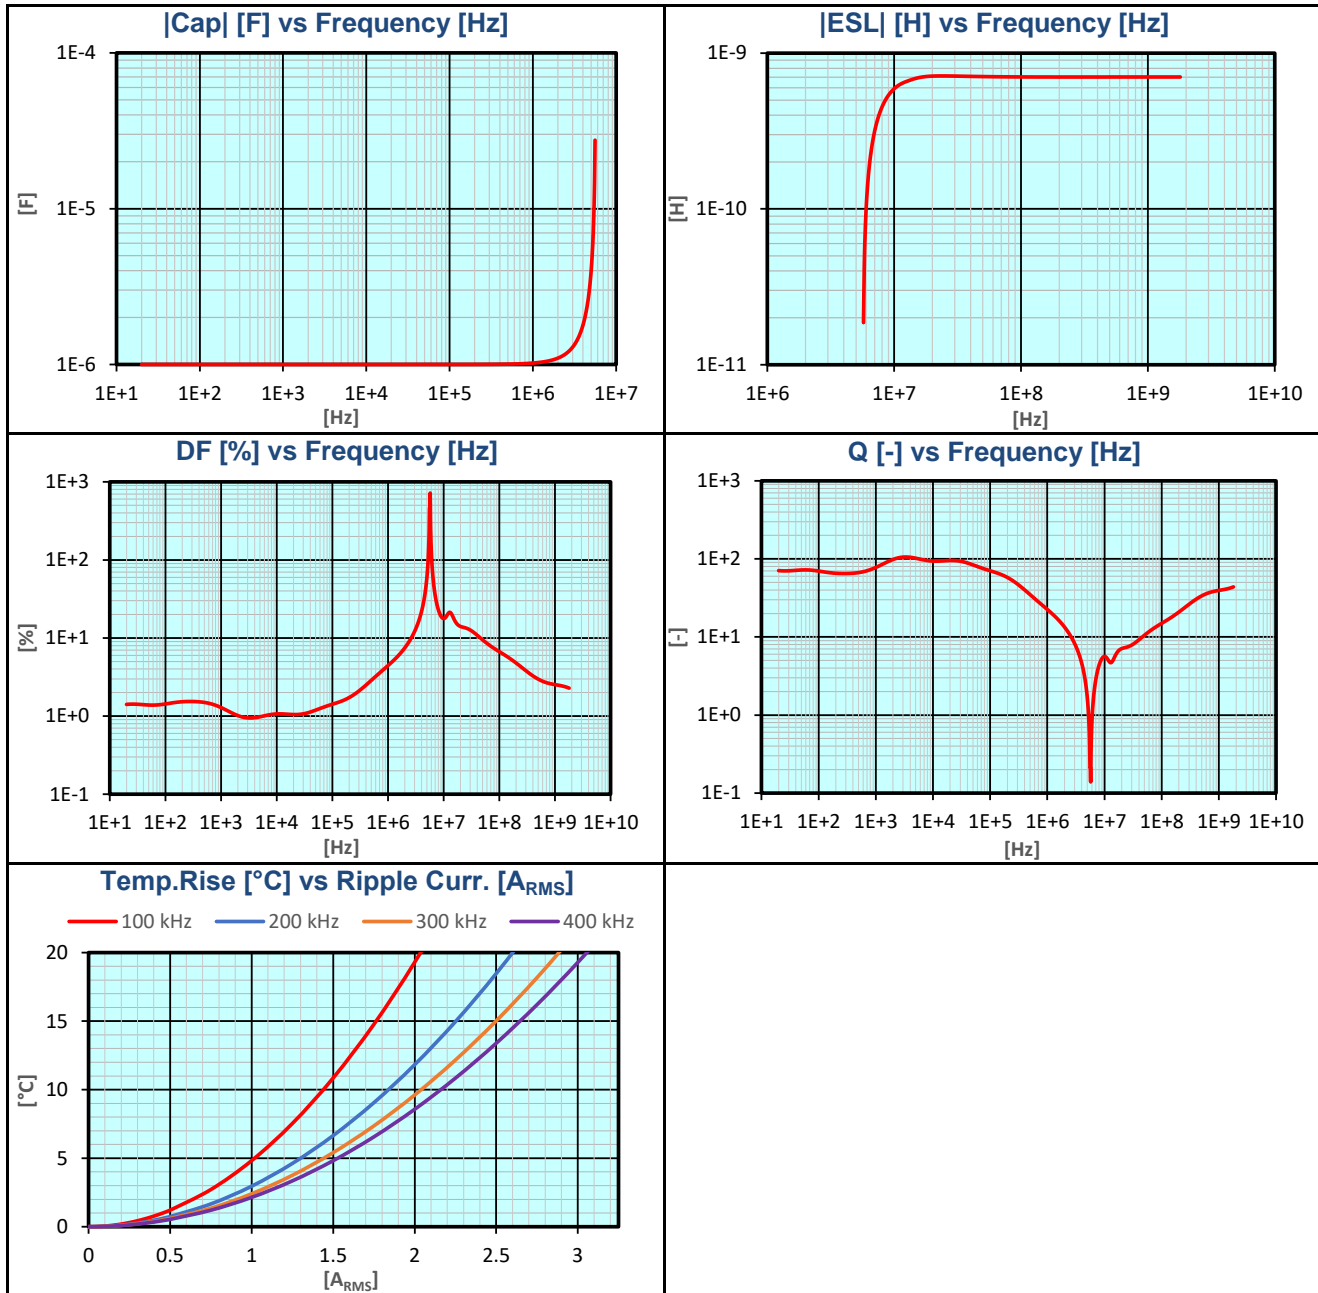 |Cap| [F] vs Frequency [Hz]
1E-4
1E-5
1E-6
[F]
1E+1 1E+2 1E+3 1E+4 1E+5 1E+6 1E+7
[Hz]
|ESL| [H] vs Frequency [Hz]
1E-9
1E-10
1E-11
[H]
1E+6 1E+7 1E+8 1E+9 1E+10
[Hz]
DF [%] vs Frequency [Hz]
1E+3
1E+2
1E+1
1E+0
1E-1
[%]
1E+1 1E+2 1E+3 1E+4 1E+5 1E+6 1E+7 1E+8 1E+9 1E+10
[Hz]
Q [-] vs Frequency [Hz]
1E+3
1E+2
1E+1
1E+0
1E-1
[-]
1E+1 1E+2 1E+3 1E+4 1E+5 1E+6 1E+7 1E+8 1E+9 1E+10
[Hz]
Temp.Rise [°C] vs Ripple Curr. [ARMS]
100 kHz 200 kHz 300 kHz 400 kHz
20
15
10
5
0
[°C]
0 0.5 1 1.5 2 2.5 3
[ARMS]